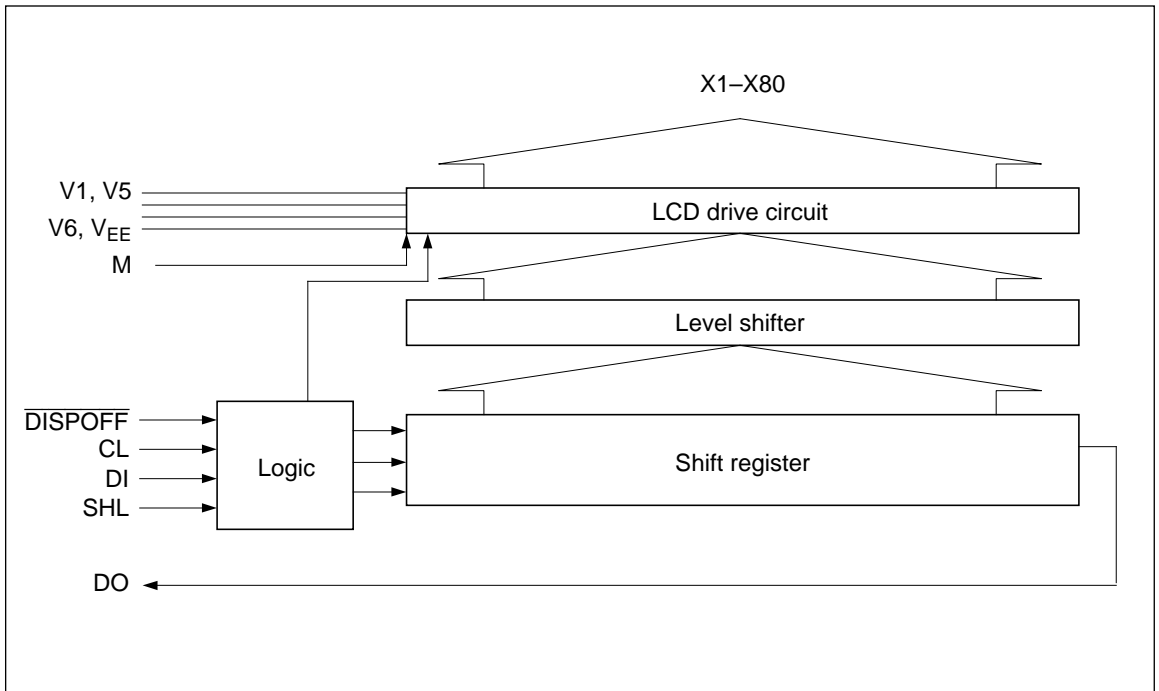 X1–X80
V1, V5
LCD drive circuit
V6, VEE
M
Level shifter
DISPOFF
CL
DI
SHL
Logic
Shift register
DO